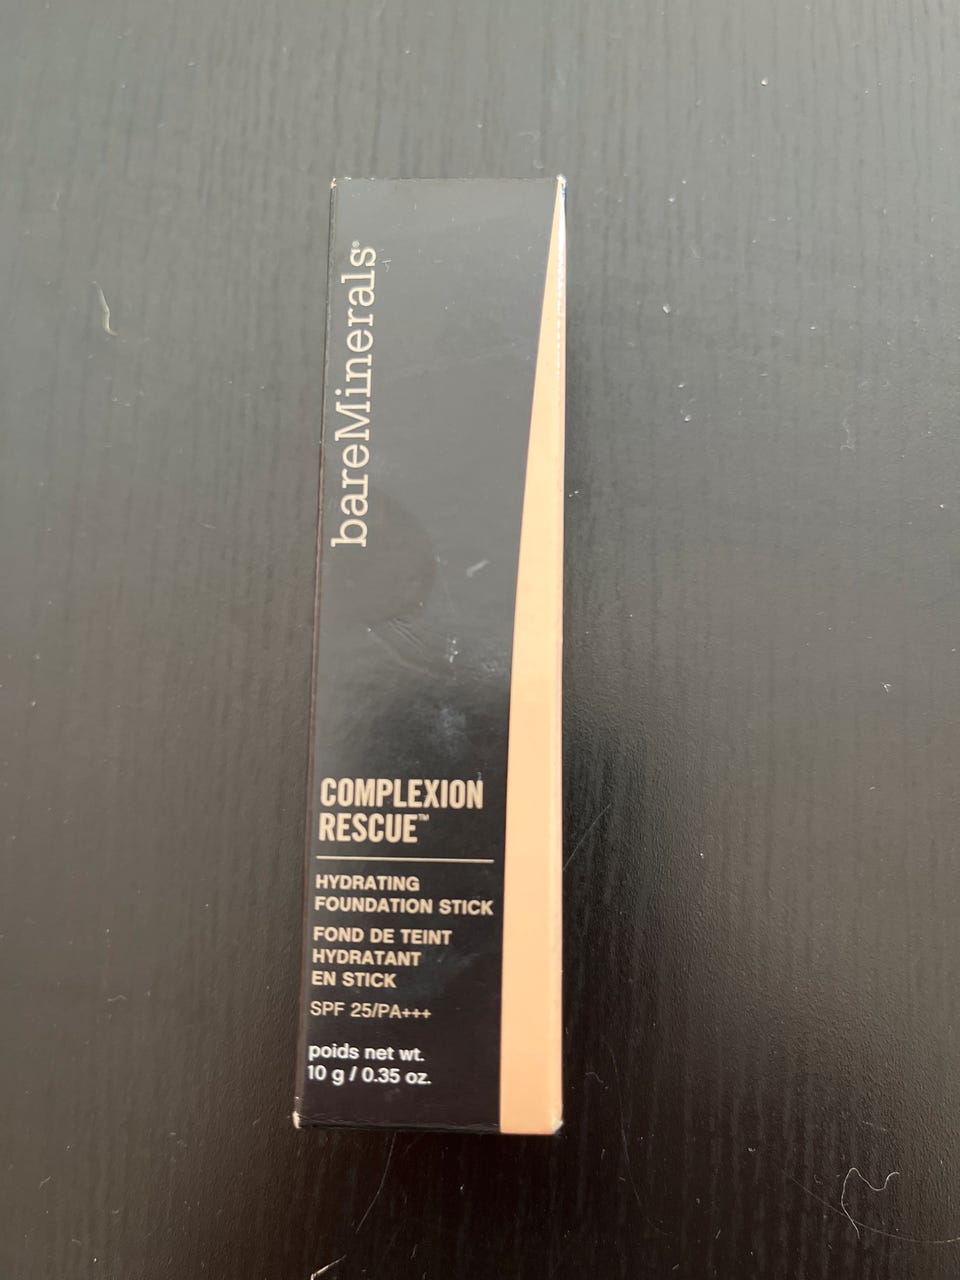 bareMinerals®
COMPLEXION
RESCUE™
HYDRATING
FOUNDATION STICK
FOND DE TEINT
HYDRATANT
EN STICK
SPF 25/PA+++
poids net wt.
10 g / 0.35 oz.